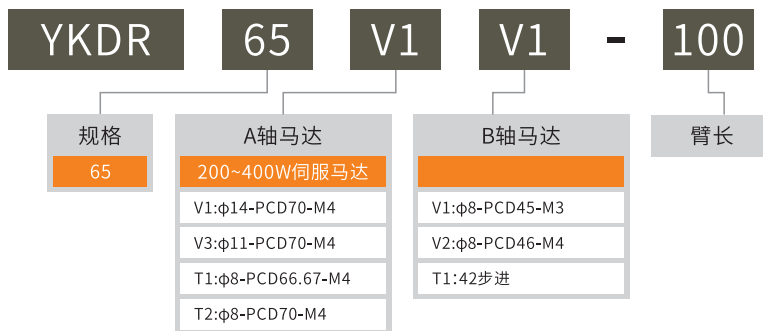 YKDR 65 V1 V1 - 100
规格
65
A轴马达
200~400W伺服马达
V1:φ14-PCD70-M4
V3:φ11-PCD70-M4
T1:φ8-PCD66.67-M4
T2:φ8-PCD70-M4
B轴马达
V1:φ8-PCD45-M3
V2:φ8-PCD46-M4
T1:42步进
臂长